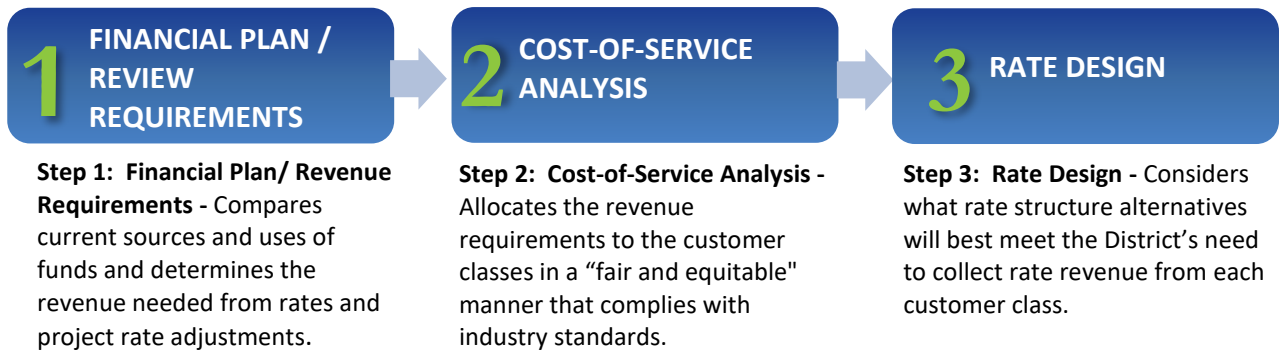 1
FINANCIAL PLAN /
REVIEW
REQUIREMENTS
2
COST-OF-SERVICE
ANALYSIS
3
RATE DESIGN
Step 1:  Financial Plan/ Revenue
Requirements - Compares
current sources and uses of
funds and determines the
revenue needed from rates and
project rate adjustments.
Step 2:  Cost-of-Service Analysis -
Allocates the revenue
requirements to the customer
classes in a “fair and equitable"
manner that complies with
industry standards.
Step 3:  Rate Design - Considers
what rate structure alternatives
will best meet the District’s need
to collect rate revenue from each
customer class.